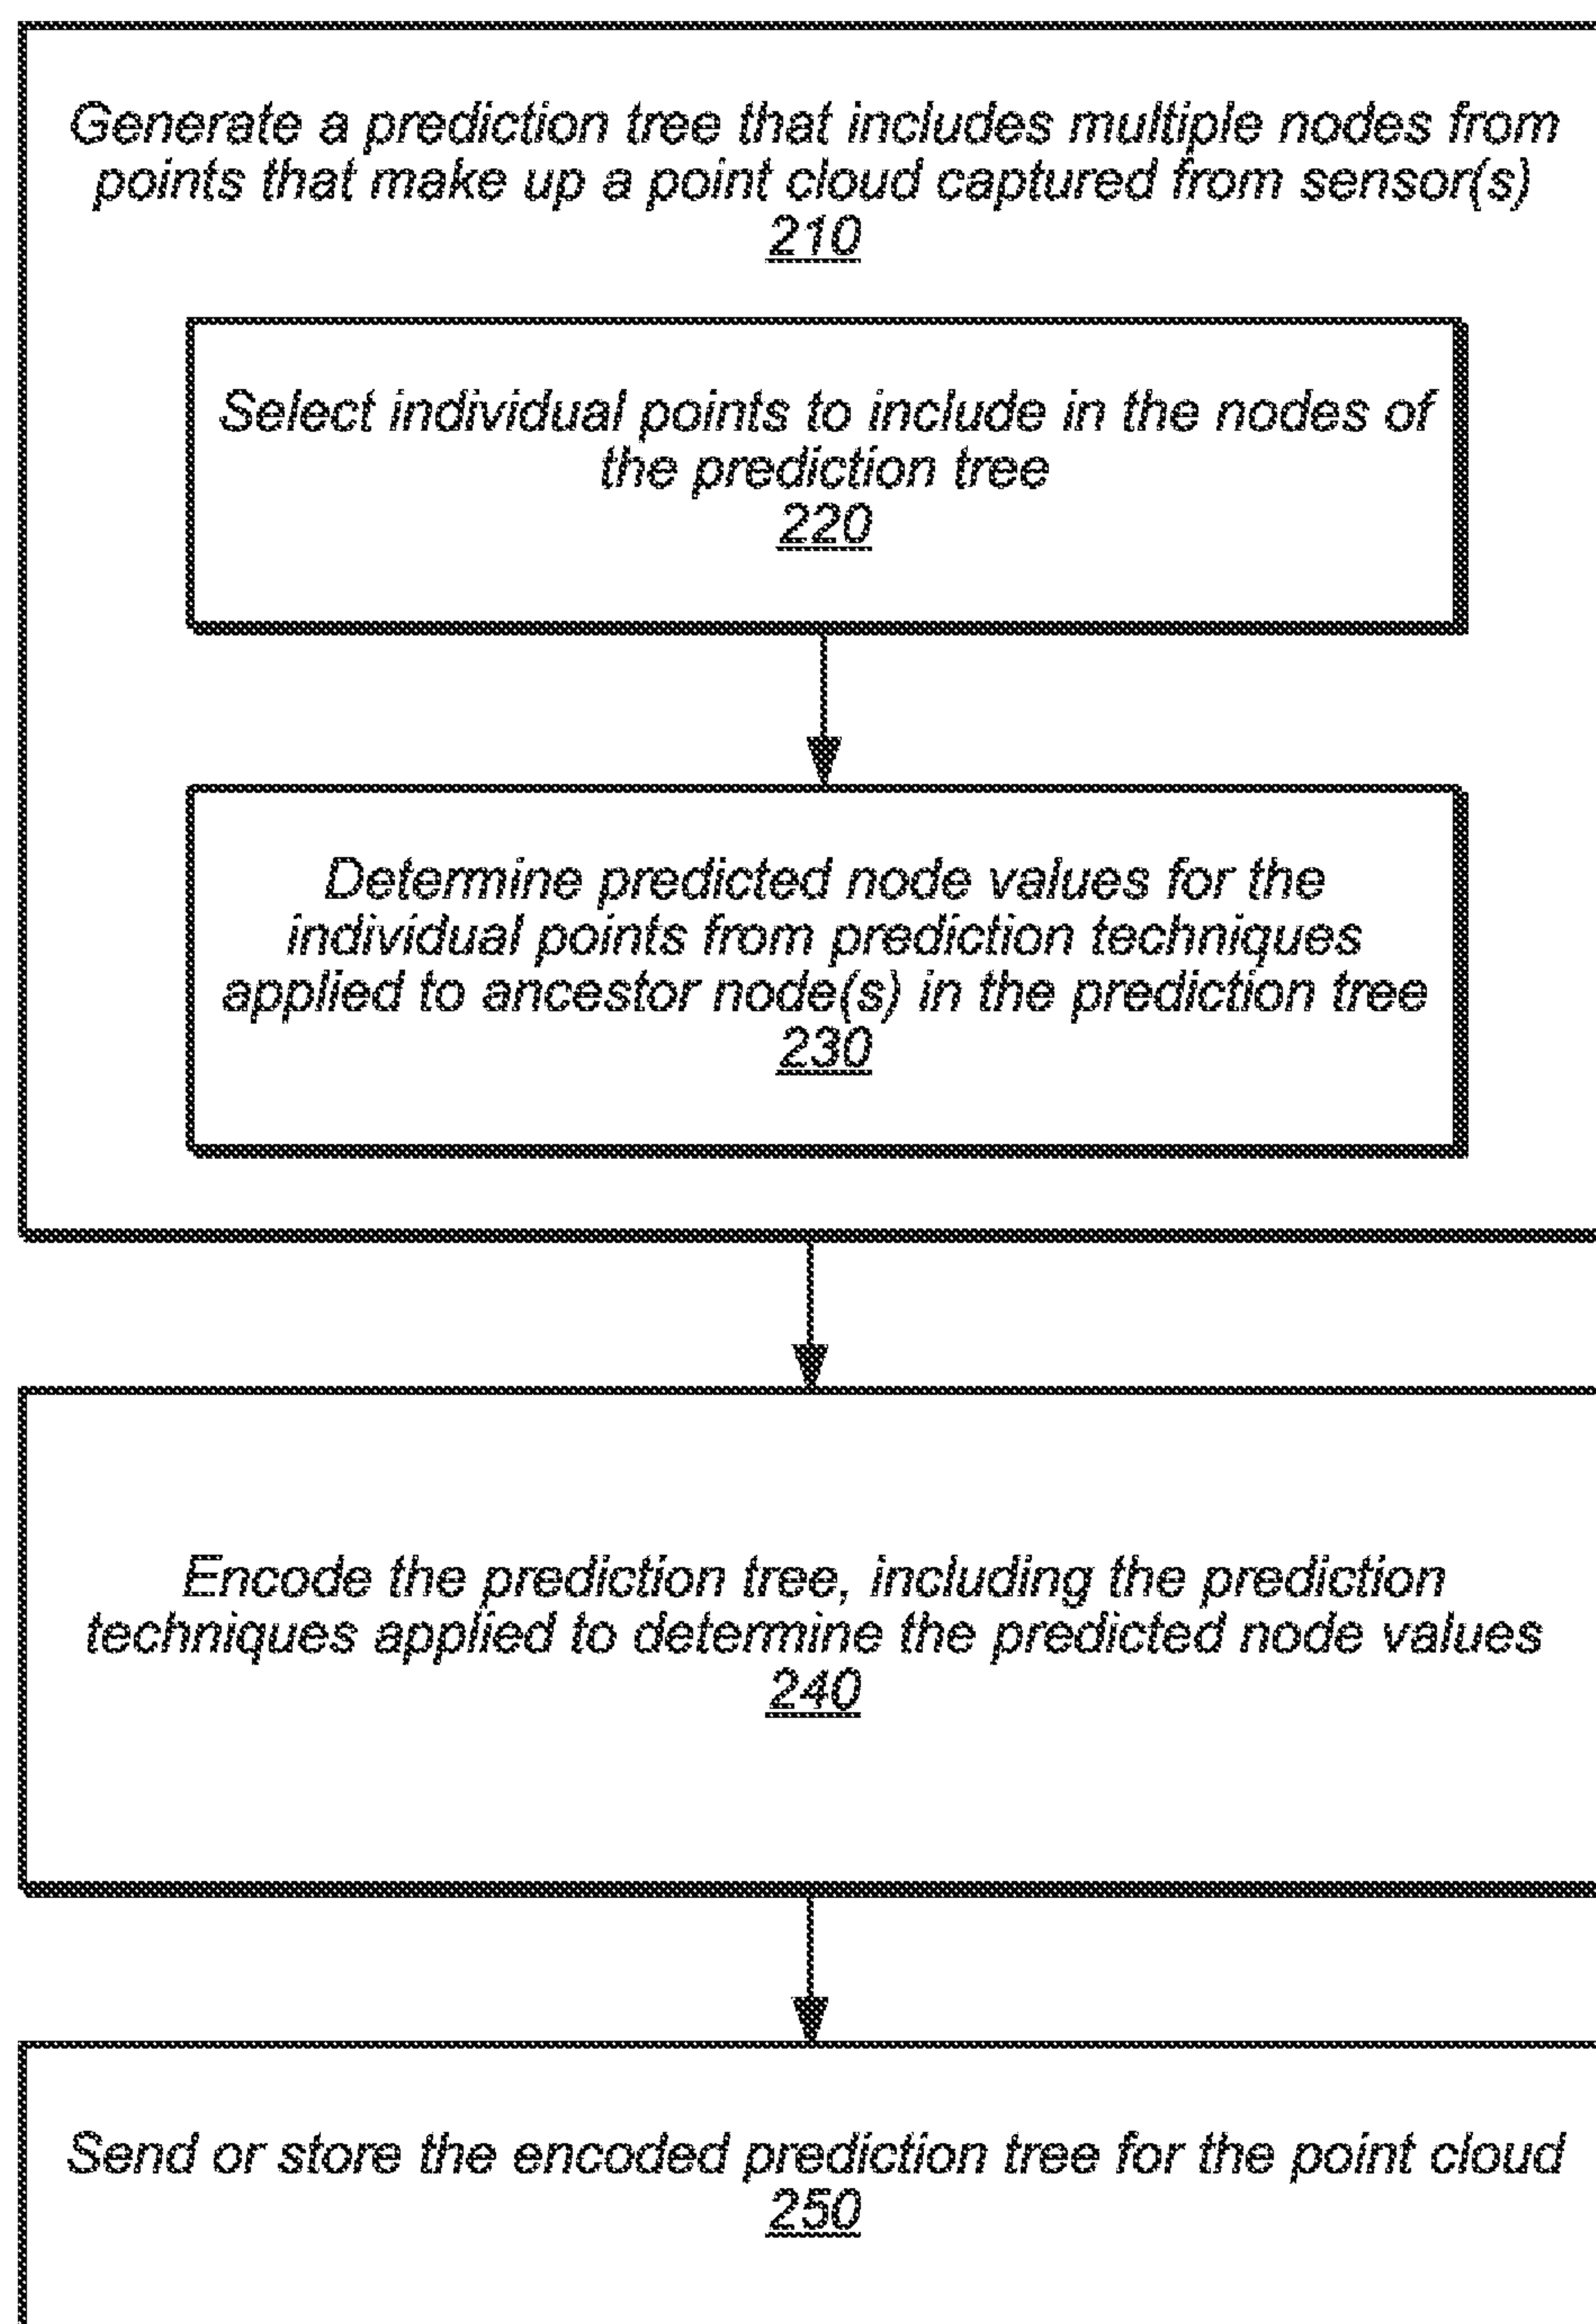 Generate a prediction tree that includes multiple nodes from
points that make up a point cloud captured from sensor(s)
210
Select individual points to include in the nodes of
the prediction tree
220
Determine predicted node values for the
individual points from prediction techniques
applied to ancestor node(s) in the prediction tree
230
Encode the prediction tree, including the prediction
techniques applied to determine the predicted node values
240
Send or store the encoded prediction tree for the point cloud
250